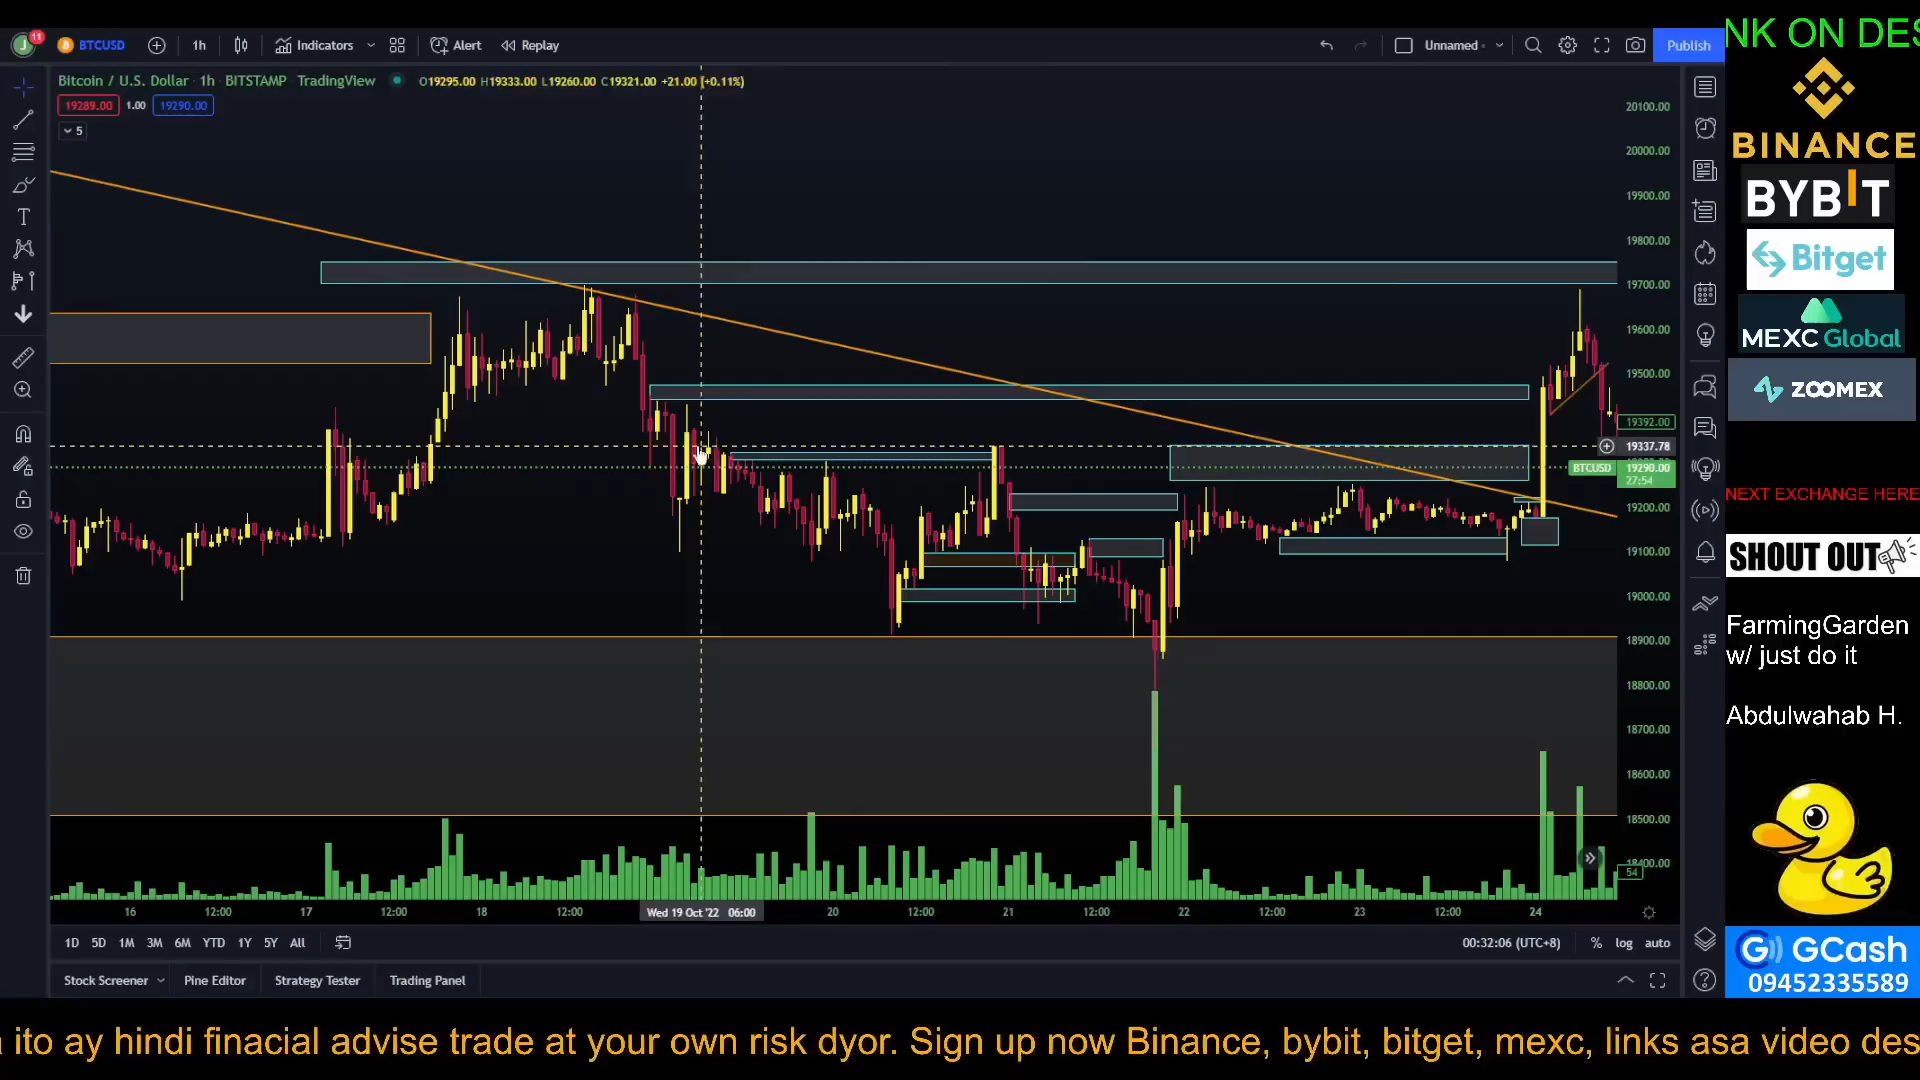 NK ON DES
J 11 BTCUSD 1h Indicators Alert Replay Unnamed Publish
Bitcoin / U.S. Dollar · 1h · BITSTAMP · TradingView O19295.00 H19333.00 L19260.00 C19321.00 +21.00 (+0.11%)
19289.00 1.00 19290.00
5
20100.00
20000.00
19900.00
19800.00
19700.00
19600.00
19500.00
19392.00
19337.78
BTCUSD 19290.00
27:54
19200.00
19100.00
19000.00
18900.00
18800.00
18700.00
18600.00
18500.00
18400.00
54
16 12:00 17 12:00 18 12:00 Wed 19 Oct '22 06:00 20 12:00 21 12:00 22 12:00 23 12:00 24
1D 5D 1M 3M 6M YTD 1Y 5Y All 00:32:06 (UTC+8) % log auto
Stock Screener Pine Editor Strategy Tester Trading Panel
BINANCE
BYBIT
Bitget
MEXC Global
ZOOMEX
NEXT EXCHANGE HERE
SHOUT OUT
FarmingGarden
w/ just do it
Abdulwahab H.
GCash
09452335589
ito ay hindi finacial advise trade at your own risk dyor. Sign up now Binance, bybit, bitget, mexc, links asa video des